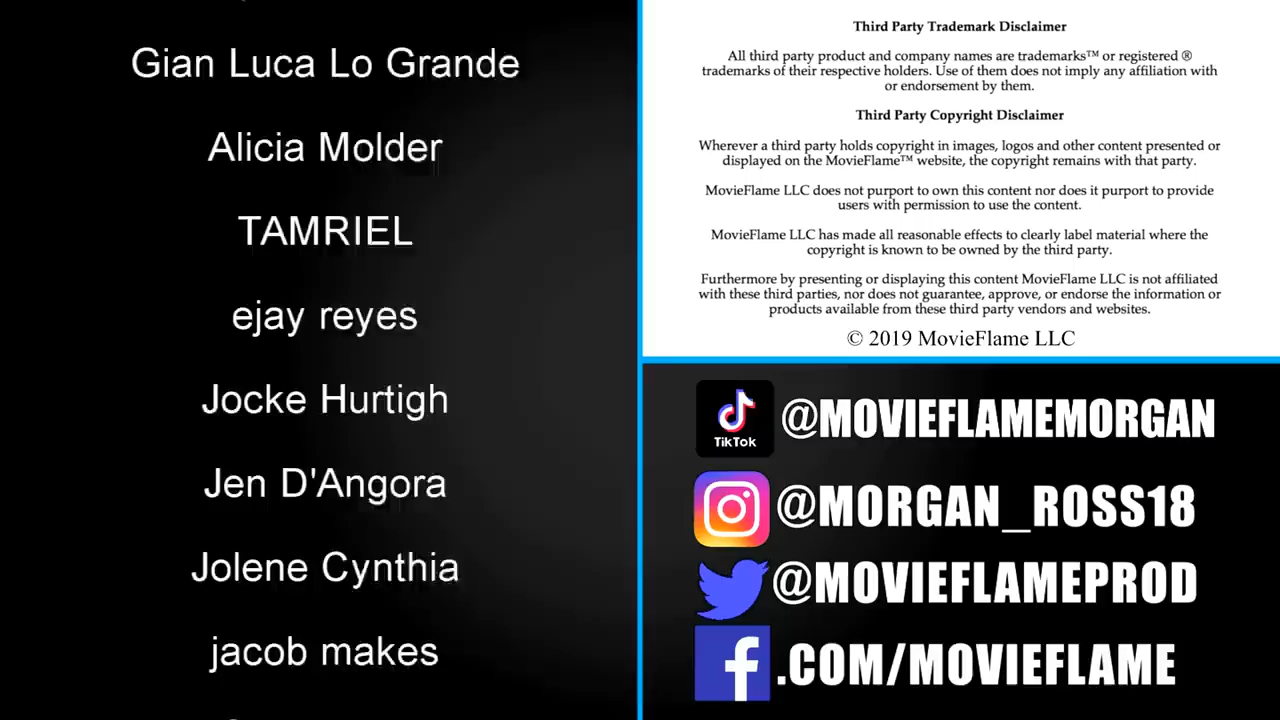 Gian Luca Lo Grande
Alicia Molder
TAMRIEL
ejay reyes
Jocke Hurtigh
Jen D'Angora
Jolene Cynthia
jacob makes
Third Party Trademark Disclaimer
All third party product and company names are trademarks™ or registered ®
trademarks of their respective holders. Use of them does not imply any affiliation with
or endorsement by them.
Third Party Copyright Disclaimer
Wherever a third party holds copyright in images, logos and other content presented or
displayed on the MovieFlame™ website, the copyright remains with that party.
MovieFlame LLC does not purport to own this content nor does it purport to provide
users with permission to use the content.
MovieFlame LLC has made all reasonable effects to clearly label material where the
copyright is known to be owned by the third party.
Furthermore by presenting or displaying this content MovieFlame LLC is not affiliated
with these third parties, nor does not guarantee, approve, or endorse the information or
products available from these third party vendors and websites.
© 2019 MovieFlame LLC
TikTok @MOVIEFLAMEMORGAN
@MORGAN_ROSS18
@MOVIEFLAMEPROD
f.COM/MOVIEFLAME